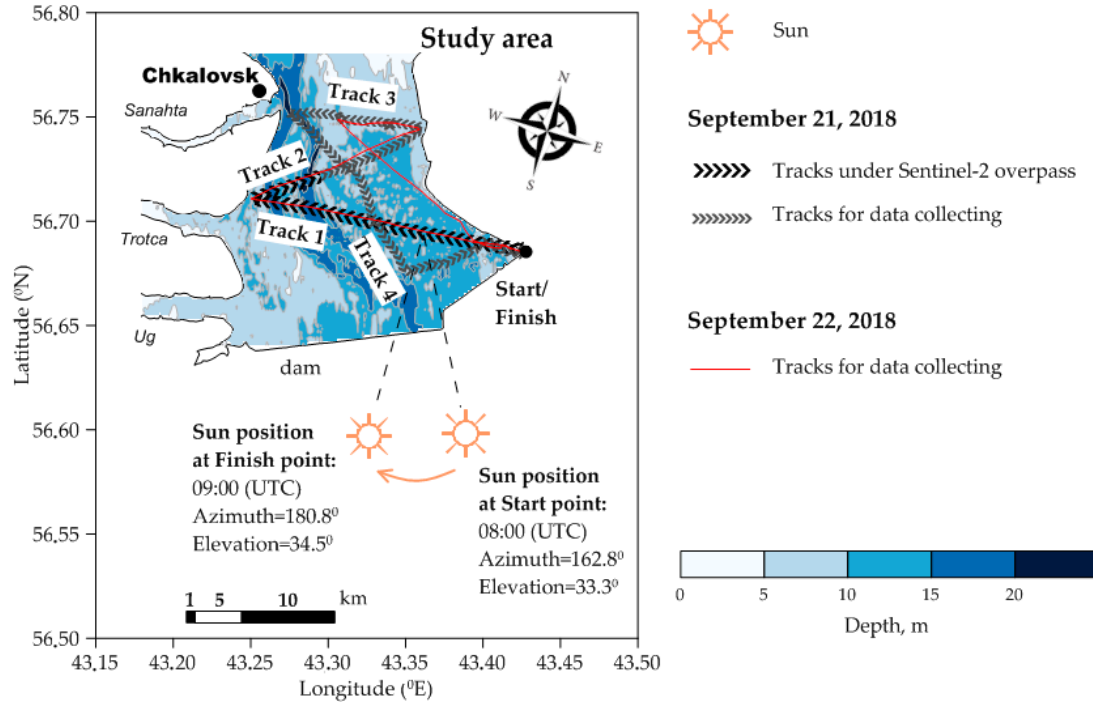 56.80
56.75
56.70
56.65
56.60
56.55
56.50
Latitude (⁰N)
43.15
43.20
43.25
43.30
43.35
43.40
43.45
43.50
Longitude (⁰E)
Study area
Chkalovsk
Sanahta
Track 3
N
W
E
S
Track 2
Trotca
Track 1
Track 4
Start/
Finish
Ug
dam
Sun position
at Finish point:
09:00 (UTC)
Azimuth=180.8⁰
Elevation=34.5⁰
Sun position
at Start point:
08:00 (UTC)
Azimuth=162.8⁰
Elevation=33.3⁰
1 5 10 km
Sun
September 21, 2018
Tracks under Sentinel-2 overpass
Tracks for data collecting
September 22, 2018
Tracks for data collecting
0 5 10 15 20
Depth, m